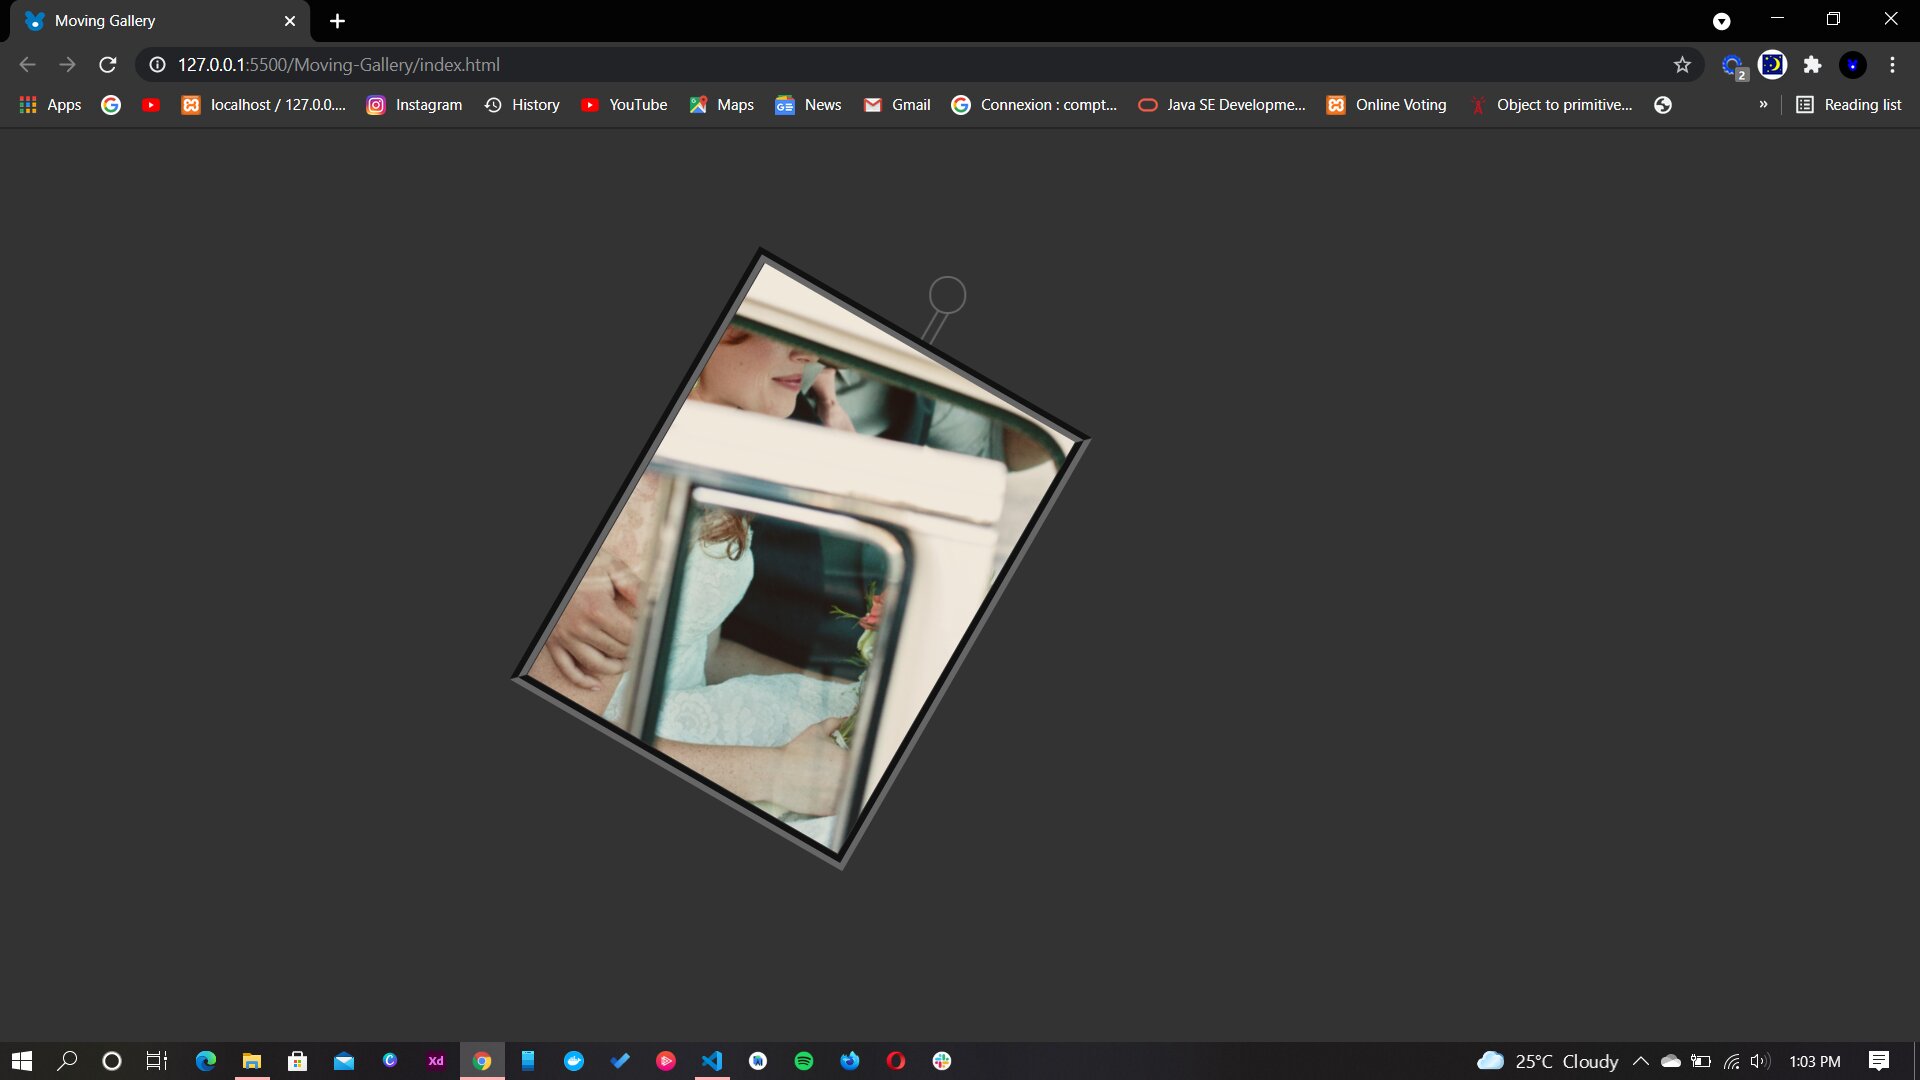 Moving Gallery
127.0.0.1:5500/Moving-Gallery/index.html
2
Apps localhost / 127.0.0.... Instagram History YouTube Maps News Gmail Connexion : compt... Java SE Developme... Online Voting Object to primitive... » Reading list
Xd 25°C Cloudy 1:03 PM